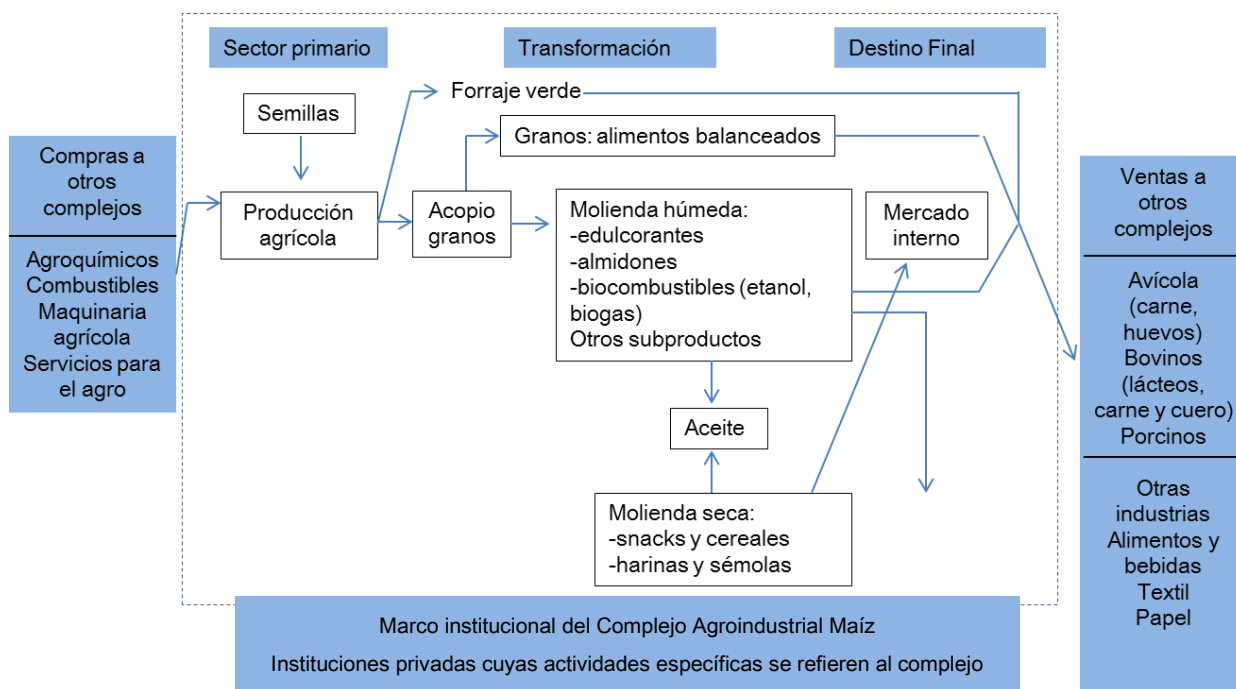 Sector primario
Transformación
Destino Final
Compras a
otros
complejos
Agroquímicos
Combustibles
Maquinaria
agrícola
Servicios para
el agro
Semillas
Producción
agrícola
Forraje verde
Granos: alimentos balanceados
Acopio
granos
Molienda húmeda:
-edulcorantes
-almidones
-biocombustibles (etanol,
biogas)
Otros subproductos
Aceite
Molienda seca:
-snacks y cereales
-harinas y sémolas
Mercado
interno
Ventas a
otros
complejos
Avícola
(carne,
huevos)
Bovinos
(lácteos,
carne y cuero)
Porcinos
Otras
industrias
Alimentos y
bebidas
Textil
Papel
Marco institucional del Complejo Agroindustrial Maíz
Instituciones privadas cuyas actividades específicas se refieren al complejo